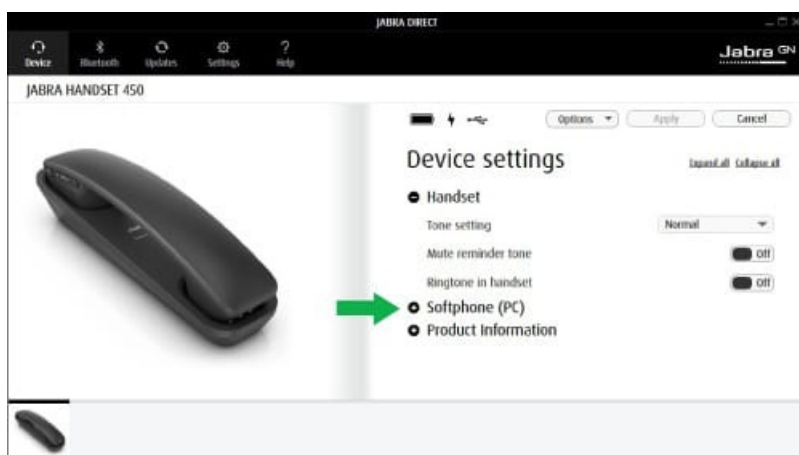 JABRA DIRECT
Device Bluetooth Updates Settings Help
Jabra GN
JABRA HANDSET 450
Options Apply Cancel
Device settings
Expand all Collapse all
Handset
Tone setting Normal
Mute reminder tone Off
Ringtone in handset Off
Softphone (PC)
Product Information